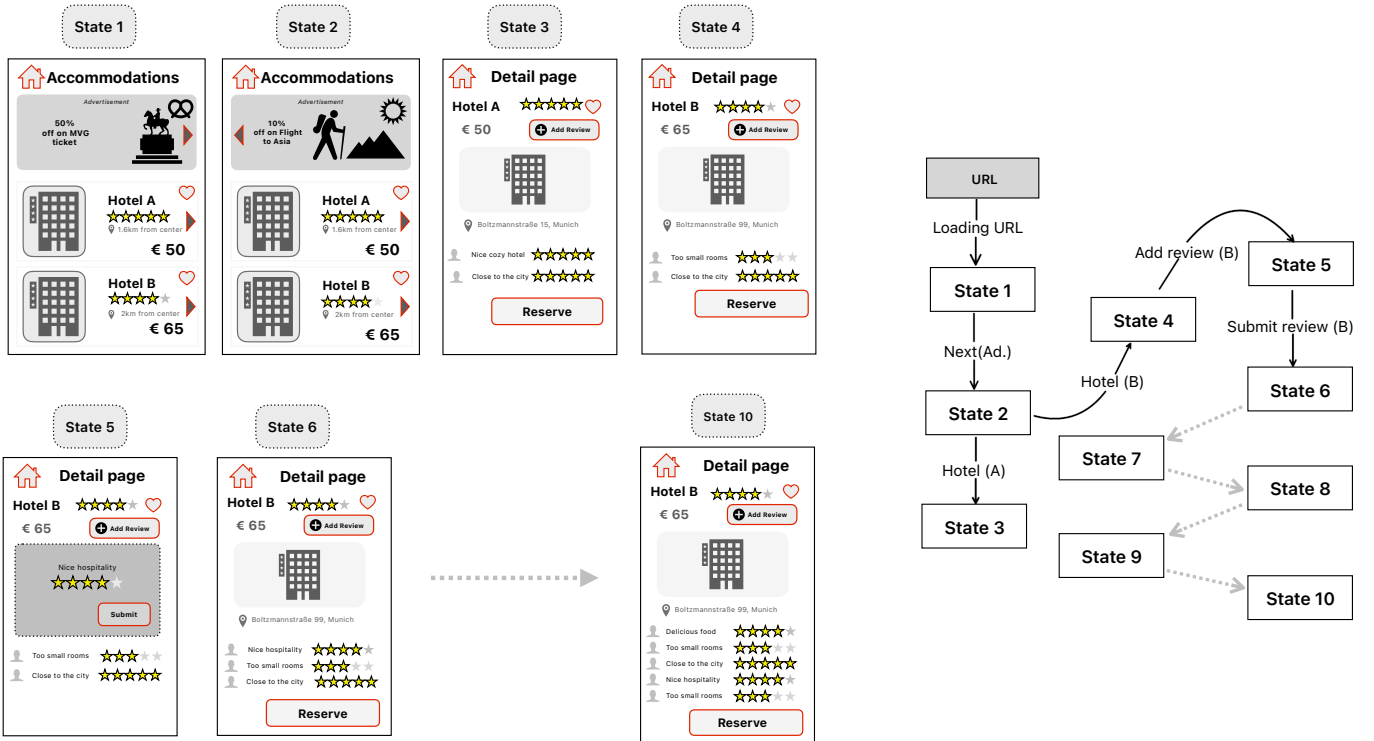 State 1
Accommodations
Advertisement
50%
off on MVG
ticket
Hotel A
1.6km from center
€ 50
Hotel B
2km from center
€ 65
State 2
Accommodations
Advertisement
10%
off on Flight
to Asia
Hotel A
1.6km from center
€ 50
Hotel B
2km from center
€ 65
State 3
Detail page
Hotel A
€ 50
Add Review
Boltzmannstraße 15, Munich
Nice cozy hotel
Close to the city
Reserve
State 4
Detail page
Hotel B
€ 65
Add Review
Boltzmannstraße 99, Munich
Too small rooms
Close to the city
Reserve
State 5
Detail page
Hotel B
€ 65
Add Review
Nice hospitality
Submit
Too small rooms
Close to the city
State 6
Detail page
Hotel B
€ 65
Add Review
Boltzmannstraße 99, Munich
Nice hospitality
Too small rooms
Close to the city
Reserve
State 10
Detail page
Hotel B
€ 65
Add Review
Boltzmannstraße 99, Munich
Delicious food
Too small rooms
Close to the city
Nice hospitality
Too small rooms
Reserve
URL
Loading URL
State 1
Next(Ad.)
State 2
Hotel (A)
State 3
Hotel (B)
State 4
Add review (B)
State 5
Submit review (B)
State 6
State 7
State 8
State 9
State 10